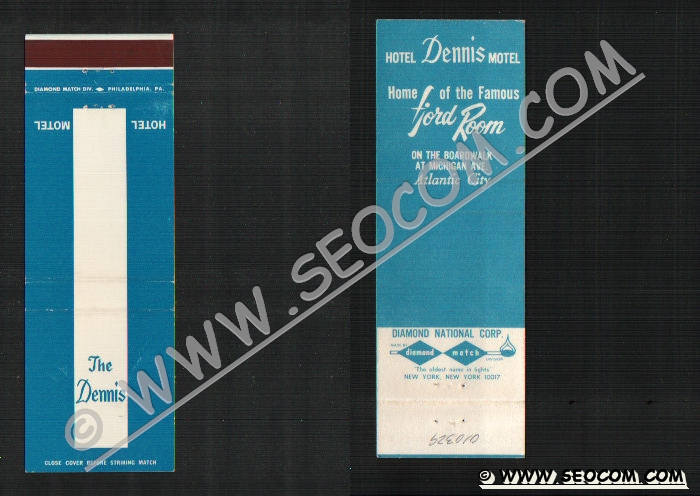 DIAMOND MATCH DIV. PHILADELPHIA, PA.
HOTEL
MOTEL
The
Dennis
CLOSE COVER BEFORE STRIKING MATCH
HOTEL Dennis MOTEL
Home of the Famous
fjord Room
ON THE BOARDWALK
AT MICHIGAN AVE.
Atlantic City
DIAMOND NATIONAL CORP.
MADE BY
diamond match
DIVISION
"The oldest name in lights"
NEW YORK, NEW YORK 10017
© WWW.SEOCOM.COM
© WWW.SEOCOM.COM